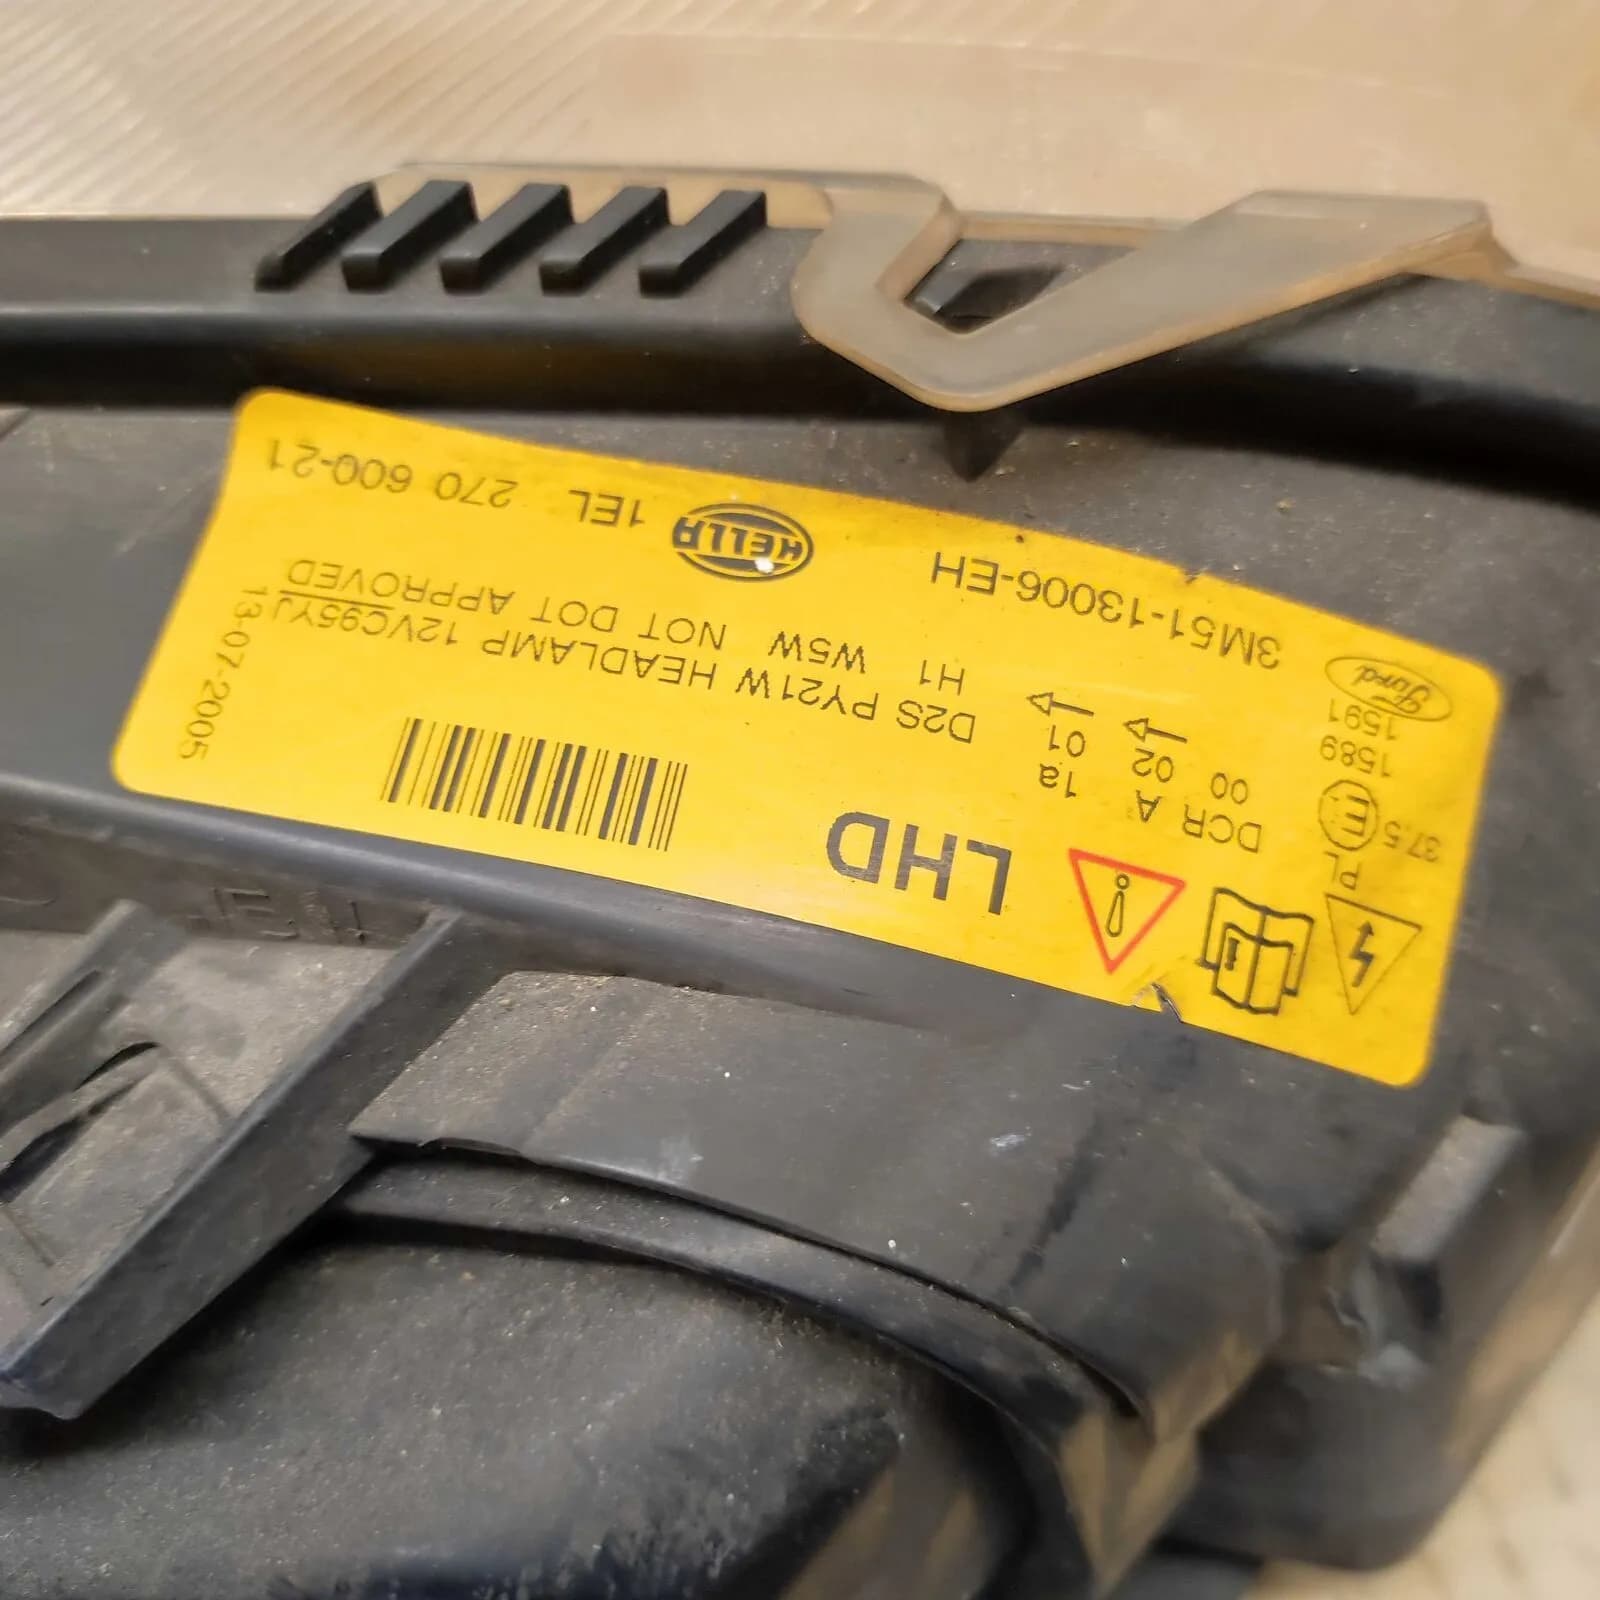 Ford
3M51-13006-EH HELLA 1EL 270 600-21
1591
1589
E
37.5
PL
DCR A 1a
00 02 01
H1 W5W NOT DOT APPROVED
D2S PY21W HEADLAMP 12VC95YJ
LHD
13-07-2005